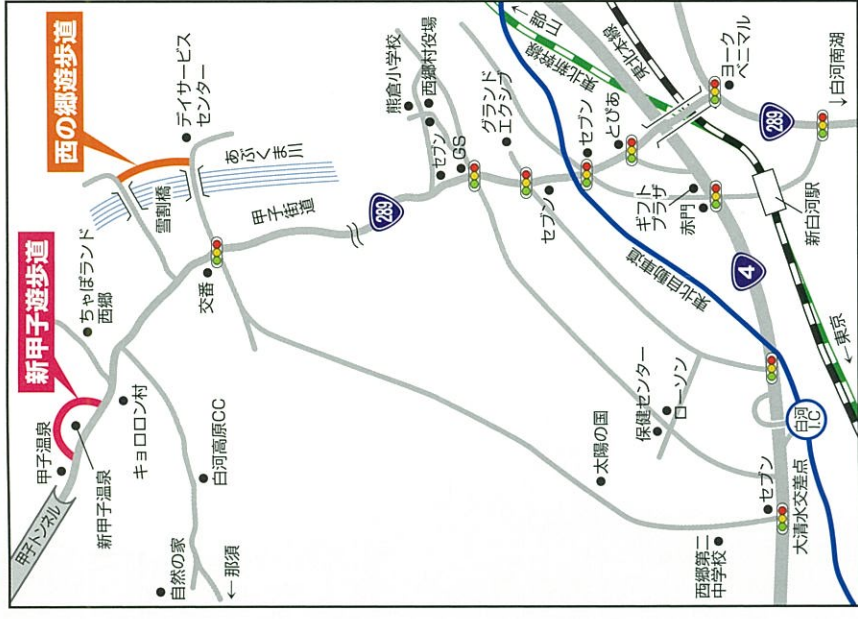 西の郷遊歩道
新甲子遊歩道
甲子トンネル
甲子温泉
新甲子温泉
キョロロン村
ちゃぽランド
西郷
雪割橋
デイサービス
センター
あぶくま川
甲子街道
交番
289
自然の家
←那須
白河高原CC
熊倉小学校
西郷村役場
セブン
GS
グランド
エクシブ
セブン
セブン
とぴあ
ギフト
プラザ
赤門
↑郡山
東北新幹線
東北本線
ヨーク
ベニマル
289
→白河南湖
新白河駅
東北自動車道
4
←東京
白河
I.C
保健センター
ローソン
太陽の国
セブン
大清水交差点
西郷第二
中学校